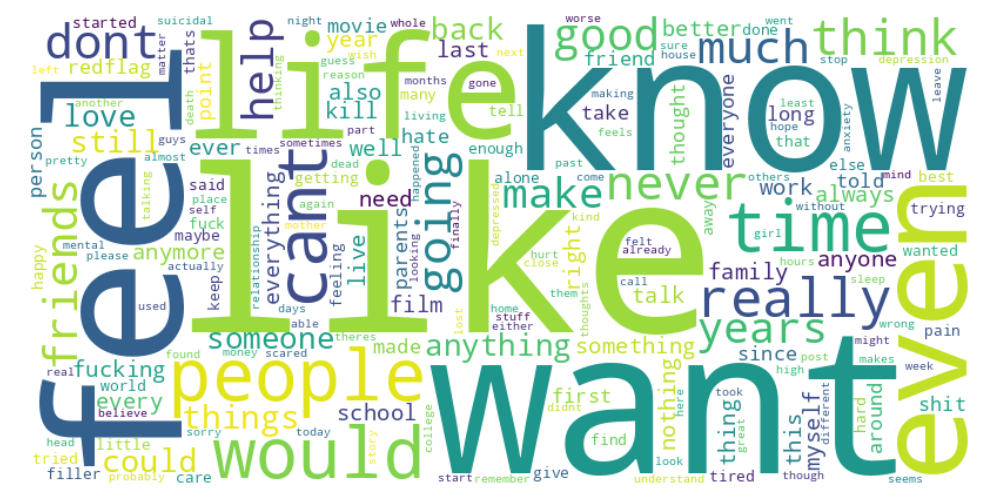 started
suicidal
night
movie
whole
back
worse
good
better
done
went
dont
matter
thats
help
wish
year
last
next
friend
sure
house
much
stop
think
left
redflag
point
guess
reason
many
months
gone
life
know
making
depression
leave
another
death
thinking
also
kill
living
tell
take
thought
everyone
long
least
hope
anxiety
love
still
guys
ever
times
part
sometimes
well
hate
enough
feels
that
person
pretty
almost
cant
dead
happened
going
past
come
alone
never
others
else
told
mind
best
feel
talking
said
place
self
everything
getting
again
need
finally
depressed
make
work
without
always
trying
friends
fuck
maybe
mother
live
parents
looking
like
kind
right
away
time
girl
even
happy
mental
please
anymore
actually
keep
relationship
feeling
hurt
close
felt
already
family
anyone
wanted
used
days
able
film
lost
home
stuff
either
them
thoughts
call
talk
really
hours
sleep
someone
theres
made
anything
something
years
since
wrong
might
pain
real
fucking
found
money
scared
people
want
nothing
here
high
post
makes
week
world
every
believe
things
school
first
didnt
thing
took
great
this
myself
different
hard
around
shit
head
little
sorry
today
would
story
college
find
look
tried
could
filler
probably
care
start
remember
give
understand
tired
though
seems